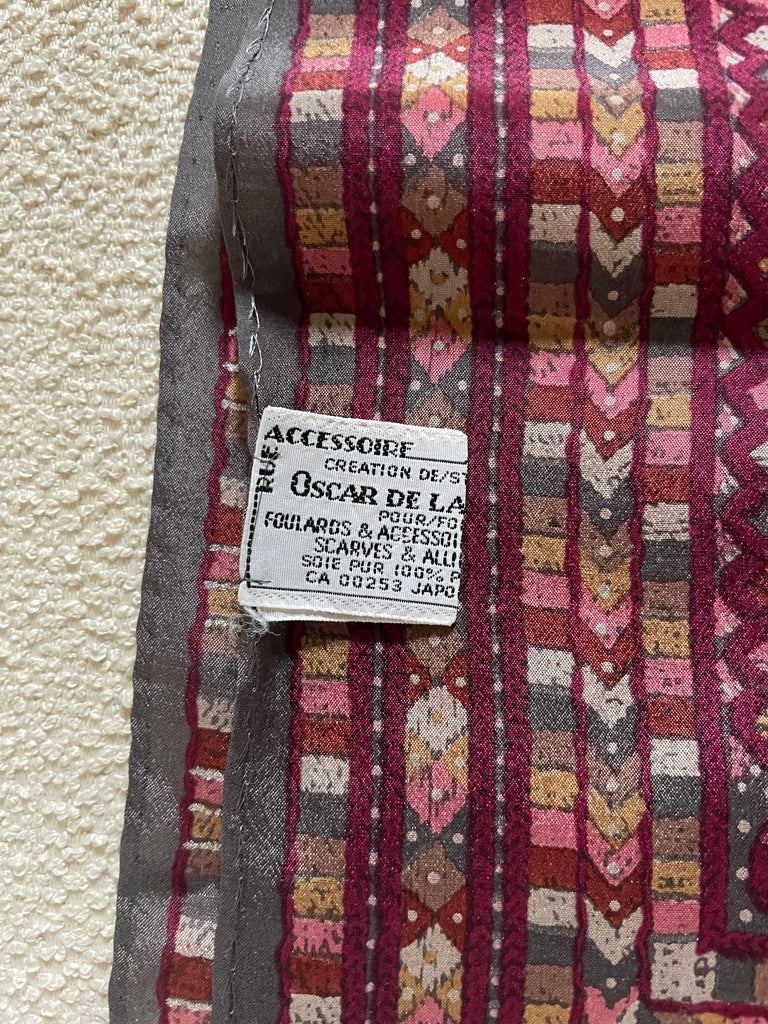 ACCESSOIRE
RUE
CREATION DE/ST
OSCAR DE LA
POUR/FO
FOULARDS & ACCESSOI
SCARVES & ALLI
SOIE PUR 100% P
CA 00253 JAPO